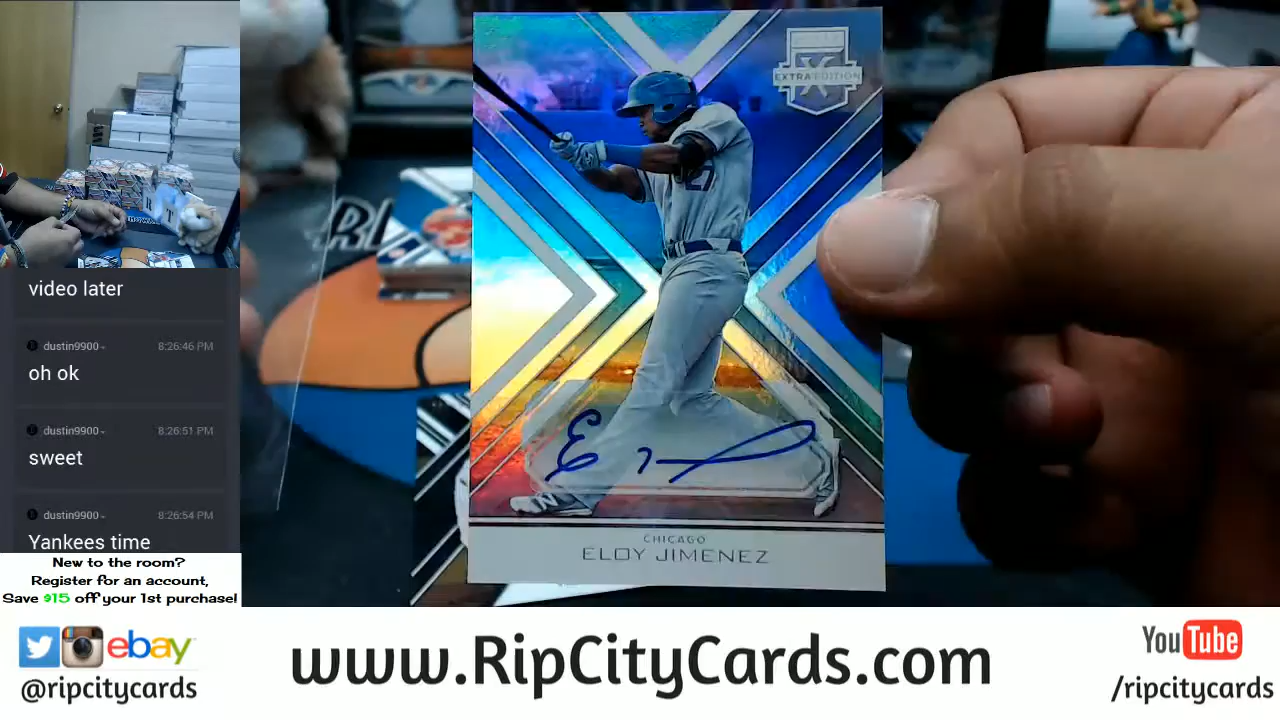 video later
dustin9900
8:26:46 PM
oh ok
dustin9900
8:26:51 PM
sweet
dustin9900
8:26:54 PM
Yankees time
New to the room?
Register for an account,
Save $15 off your 1st purchase!
EXTRA EDITION
27
CHICAGO
ELOY JIMENEZ
ebay
@ripcitycards
www.RipCityCards.com
YouTube
/ripcitycards